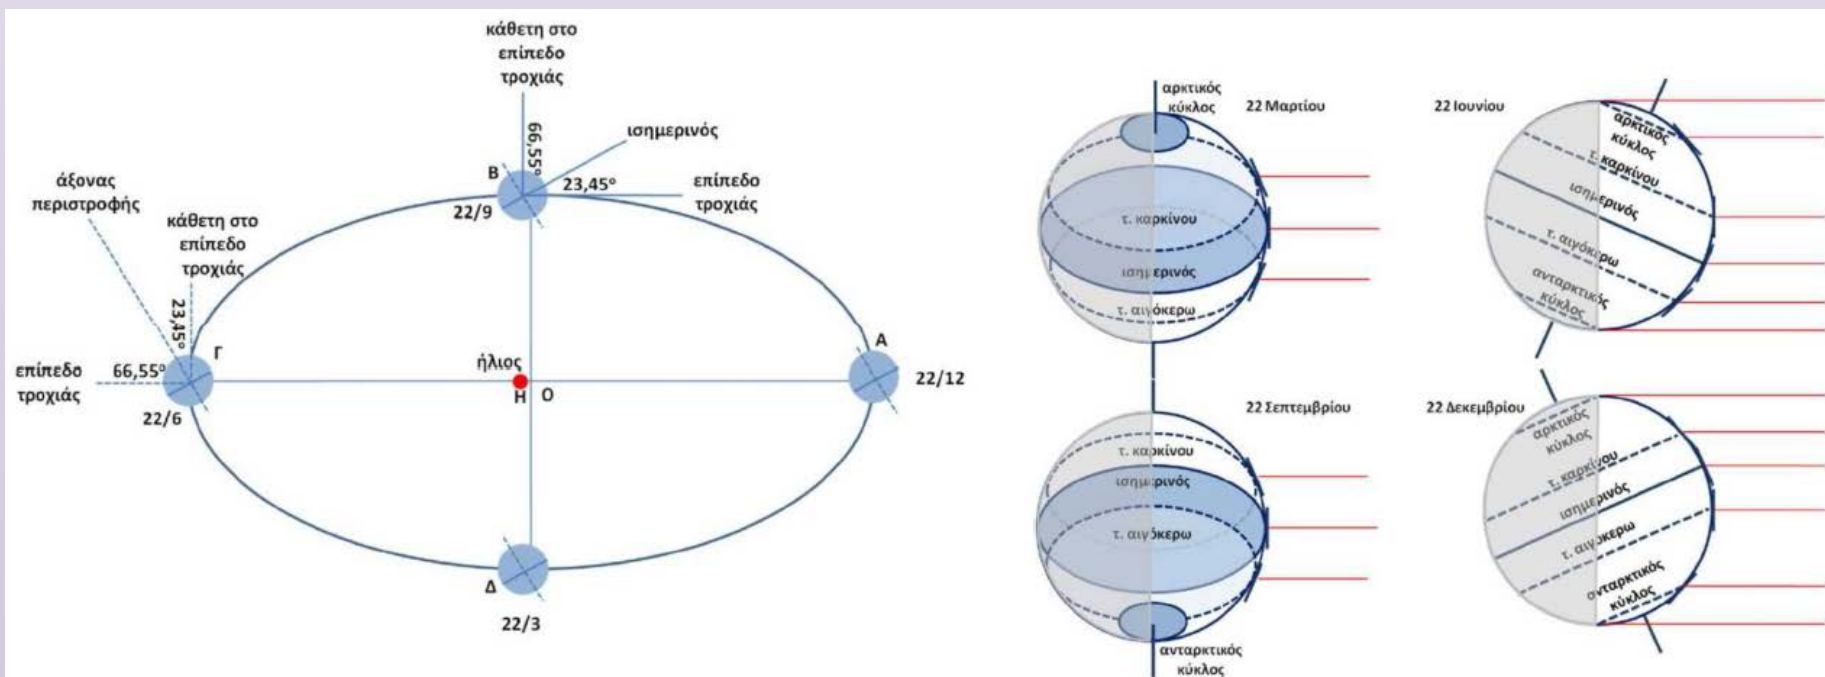 κάθετη στο
επίπεδο
τροχιάς
66,55°
ισημερινός
Β
23,45°
επίπεδο
τροχιάς
22/9
άξονας
περιστροφής
κάθετη στο
επίπεδο
τροχιάς
23,45°
Γ
επίπεδο
τροχιάς
66,55°
22/6
ήλιος
Η
Ο
Α
22/12
Δ
22/3
αρκτικός
κύκλος
22 Μαρτίου
τ. καρκίνου
ισημερινός
τ. αιγόκερω
22 Ιουνίου
αρκτικός
κύκλος
τ. καρκίνου
ισημερινός
τ. αιγόκερω
ανταρκτικός
κύκλος
22 Σεπτεμβρίου
τ. καρκίνου
ισημερινός
τ. αιγόκερω
ανταρκτικός
κύκλος
22 Δεκεμβρίου
αρκτικός
κύκλος
τ. καρκίνου
ισημερινός
τ. αιγόκερω
ανταρκτικός
κύκλος